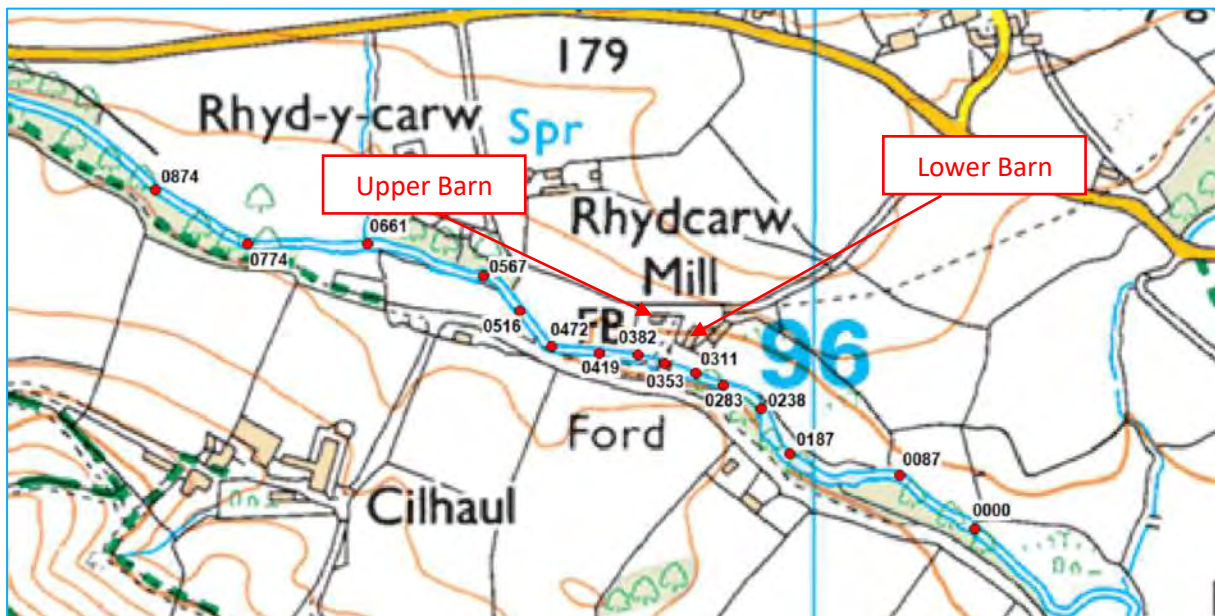 179
Rhyd-y-carw
Spr
Upper Barn
Lower Barn
0874
Rhydcarw
Mill
0661
0774
0567
0516
0472
FB
0382
0419
0353
0311
96
0283
0238
Ford
0187
0087
Cilhaul
0000